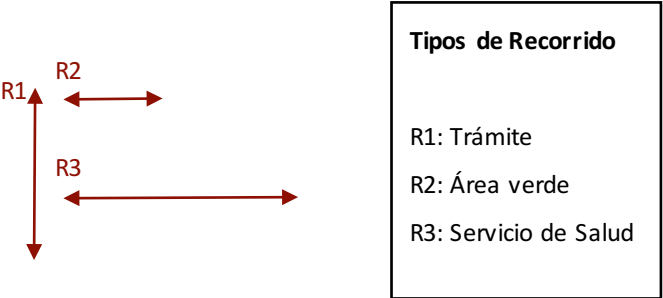 R1
R2
R3
Tipos de Recorrido
R1: Trámite
R2: Área verde
R3: Servicio de Salud